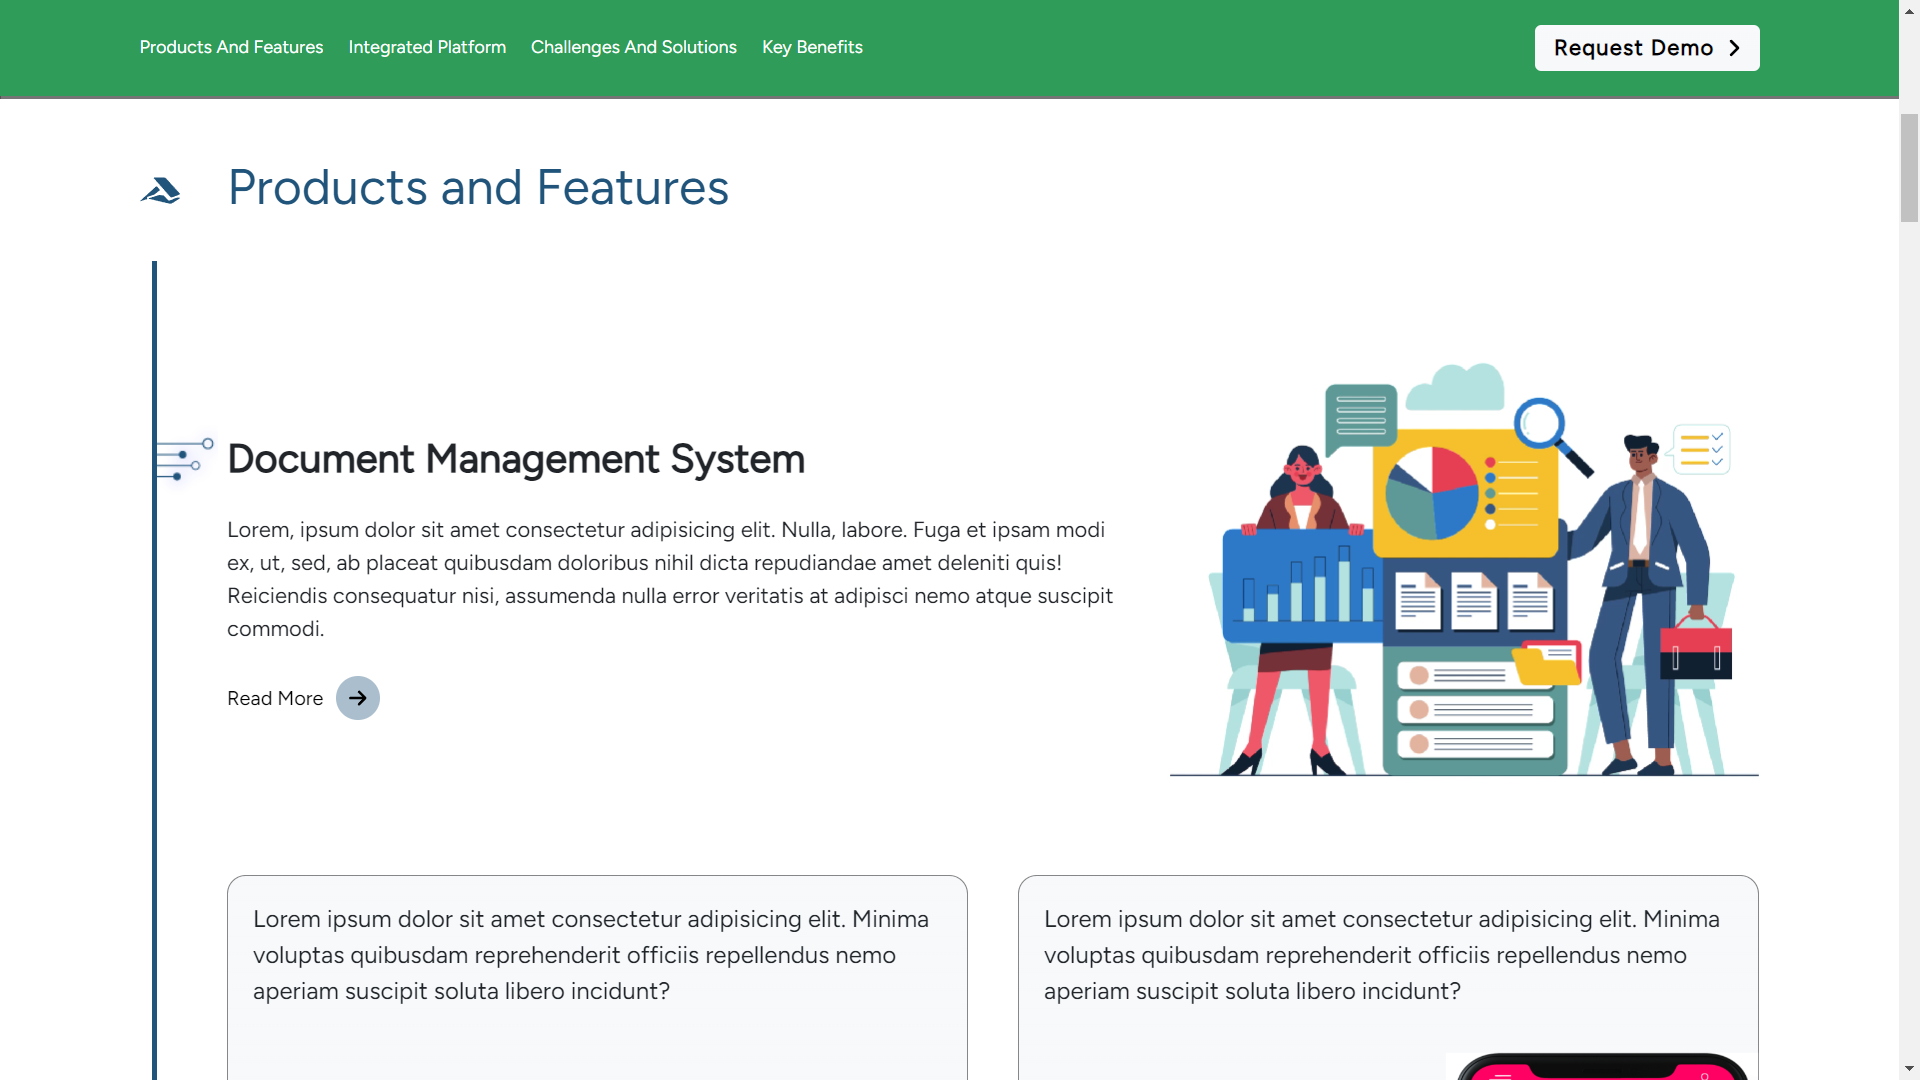 Products And Features
Integrated Platform
Challenges And Solutions
Key Benefits
Request Demo
Products and Features
Document Management System
Lorem, ipsum dolor sit amet consectetur adipisicing elit. Nulla, labore. Fuga et ipsam modi
ex, ut, sed, ab placeat quibusdam doloribus nihil dicta repudiandae amet deleniti quis!
Reiciendis consequatur nisi, assumenda nulla error veritatis at adipisci nemo atque suscipit
commodi.
Read More
Lorem ipsum dolor sit amet consectetur adipisicing elit. Minima
voluptas quibusdam reprehenderit officiis repellendus nemo
aperiam suscipit soluta libero incidunt?
Lorem ipsum dolor sit amet consectetur adipisicing elit. Minima
voluptas quibusdam reprehenderit officiis repellendus nemo
aperiam suscipit soluta libero incidunt?